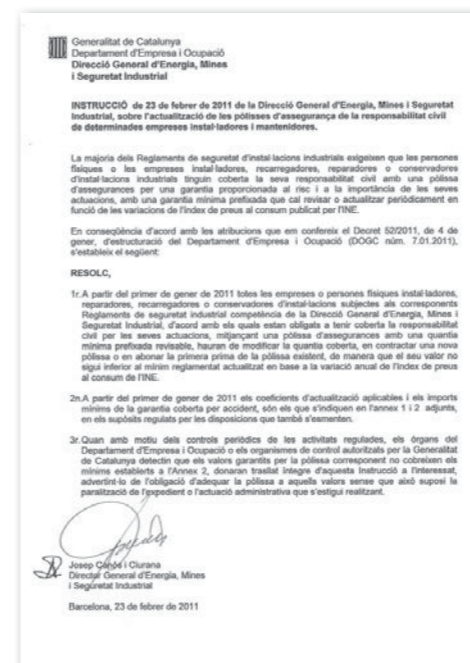 Generalitat de Catalunya
Departament d'Empresa i Ocupació
Direcció General d'Energia, Mines
i Seguretat Industrial
INSTRUCCIÓ de 23 de febrer de 2011 de la Direcció General d'Energia, Mines i Seguretat
Industrial, sobre l'actualització de les pòlisses d'assegurança de la responsabilitat civil
de determinades empreses instal·ladores i mantenidores.
La majoria dels Reglaments de seguretat d'instal·lacions industrials exigeixen que les persones
físiques o les empreses instal·ladores, recarregadores, reparadores o conservadores
d'instal·lacions industrials tinguin coberta la seva responsabilitat civil amb una pòlissa
d'assegurances per una garantia proporcionada al risc i a la importància de les seves
actuacions, amb una garantia mínima prefixada que cal revisar o actualitzar periòdicament en
funció de les variacions de l'índex de preus al consum publicat per l'INE.
En conseqüència d'acord amb les atribucions que em confereix el Decret 52/2011, de 4 de
gener, d'estructuració del Departament d'Empresa i Ocupació (DOGC núm. 7.01.2011),
s'estableix el següent:
RESOLC,
1r.A partir del primer de gener de 2011 totes les empreses o persones físiques instal·ladores,
reparadores, recarregadores o conservadores d'instal·lacions subjectes als corresponents
Reglaments de seguretat industrial competència de la Direcció General d'Energia, Mines i
Seguretat Industrial, d'acord amb els quals estan obligats a tenir coberta la responsabilitat
civil per les seves actuacions, mitjançant una pòlissa d'assegurances amb una quantia
mínima prefixada revisable, hauran de modificar la quantia coberta, en contractar una nova
pòlissa o en abonar la primera prima de la pòlissa existent, de manera que el seu valor no
sigui inferior al mínim reglamentat actualitzat en base a la variació anual de l'índex de preus
al consum de l'INE.
2n.A partir del primer de gener de 2011 els coeficients d'actualització aplicables i els imports
mínims de la garantia coberta per accident, són els que s'indiquen en l'annex 1 i 2 adjunts,
en els supòsits regulats per les disposicions que també s'esmenten.
3r.Quan amb motiu dels controls periòdics de les activitats regulades, els òrgans del
Departament d'Empresa i Ocupació o els organismes de control autoritzats per la Generalitat
de Catalunya detectin que els valors garantits per la pòlissa corresponent no cobreixen els
mínims establerts a l'Annex 2, donaran trasllat íntegre d'aquesta Instrucció a l'interessat,
advertint-lo de l'obligació d'adequar la pòlissa a aquells valors sense que això suposi la
paralització de l'expedient o l'actuació administrativa que s'estigui realitzant.
Josep Canós i Ciurana
Director General d'Energia, Mines
i Seguretat Industrial
Barcelona, 23 de febrer de 2011